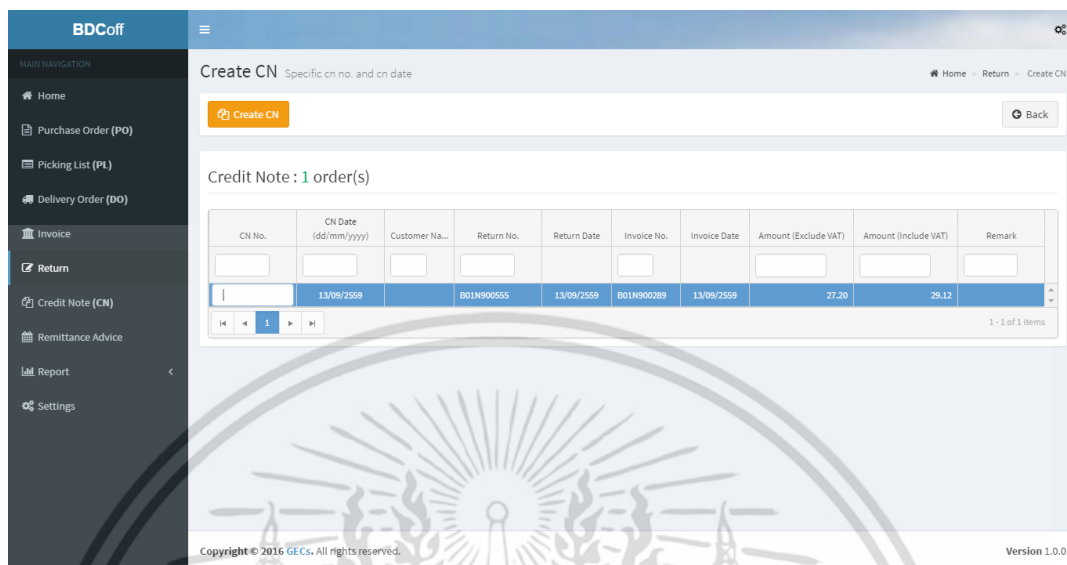 BDCoff
MAIN NAVIGATION
Home
Purchase Order (PO)
Picking List (PL)
Delivery Order (DO)
Invoice
Return
Credit Note (CN)
Remittance Advice
Report
Settings
Create CN Specific cn no. and cn date
Home > Return > Create CN
Create CN
Back
Credit Note : 1 order(s)
CN No. CN Date (dd/mm/yyyy) Customer Na... Return No. Return Date Invoice No. Invoice Date Amount (Exclude VAT) Amount (Include VAT) Remark
13/09/2559 B01N900555 13/09/2559 B01N900289 13/09/2559 27.20 29.12
1
1 - 1 of 1 items
Copyright © 2016 GECs. All rights reserved.
Version 1.0.0